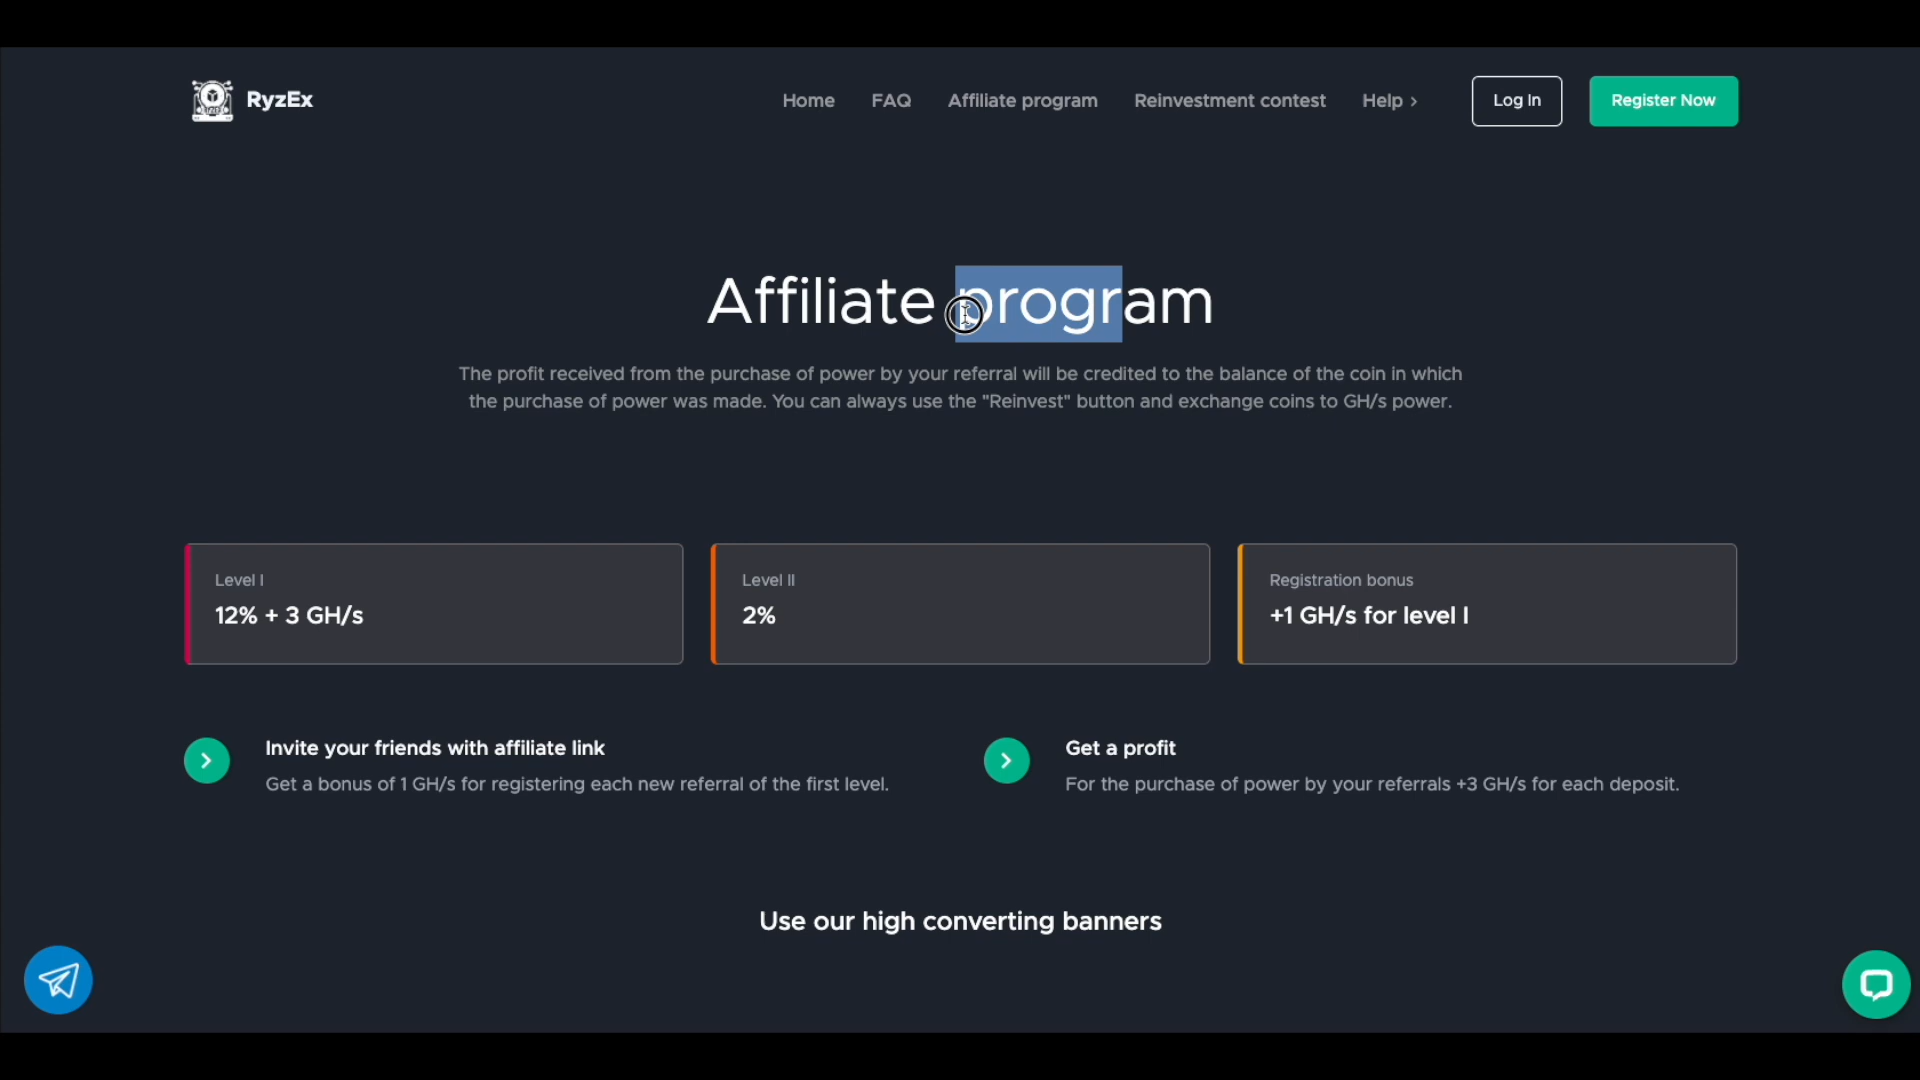 RyzEx
Home FAQ Affiliate program Reinvestment contest Help Log In Register Now
Affiliate program
The profit received from the purchase of power by your referral will be credited to the balance of the coin in which
the purchase of power was made. You can always use the "Reinvest" button and exchange coins to GH/s power.
Level I
12% + 3 GH/s
Level II
2%
Registration bonus
+1 GH/s for level I
Invite your friends with affiliate link
Get a bonus of 1 GH/s for registering each new referral of the first level.
Get a profit
For the purchase of power by your referrals +3 GH/s for each deposit.
Use our high converting banners